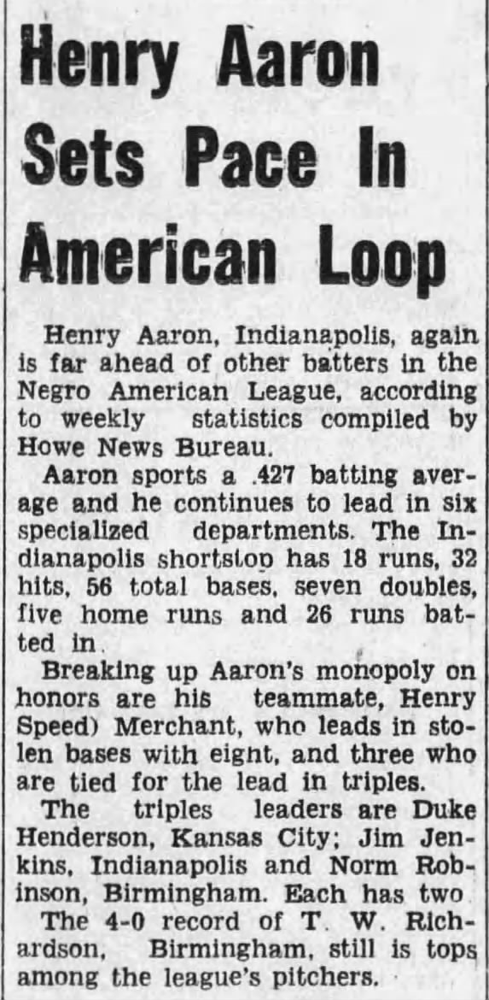 Henry Aaron
Sets Pace In
American Loop
Henry Aaron, Indianapolis, again
is far ahead of other batters in the
Negro American League, according
to weekly statistics compiled by
Howe News Bureau.
Aaron sports a .427 batting aver-
age and he continues to lead in six
specialized departments. The In-
dianapolis shortstop has 18 runs, 32
hits, 56 total bases, seven doubles,
five home runs and 26 runs bat-
ted in.
Breaking up Aaron's monopoly on
honors are his teammate, Henry
Speed) Merchant, who leads in sto-
len bases with eight, and three who
are tied for the lead in triples.
The triples leaders are Duke
Henderson, Kansas City; Jim Jen-
kins, Indianapolis and Norm Rob-
inson, Birmingham. Each has two
The 4-0 record of T. W. Rich-
ardson, Birmingham, still is tops
among the league's pitchers.